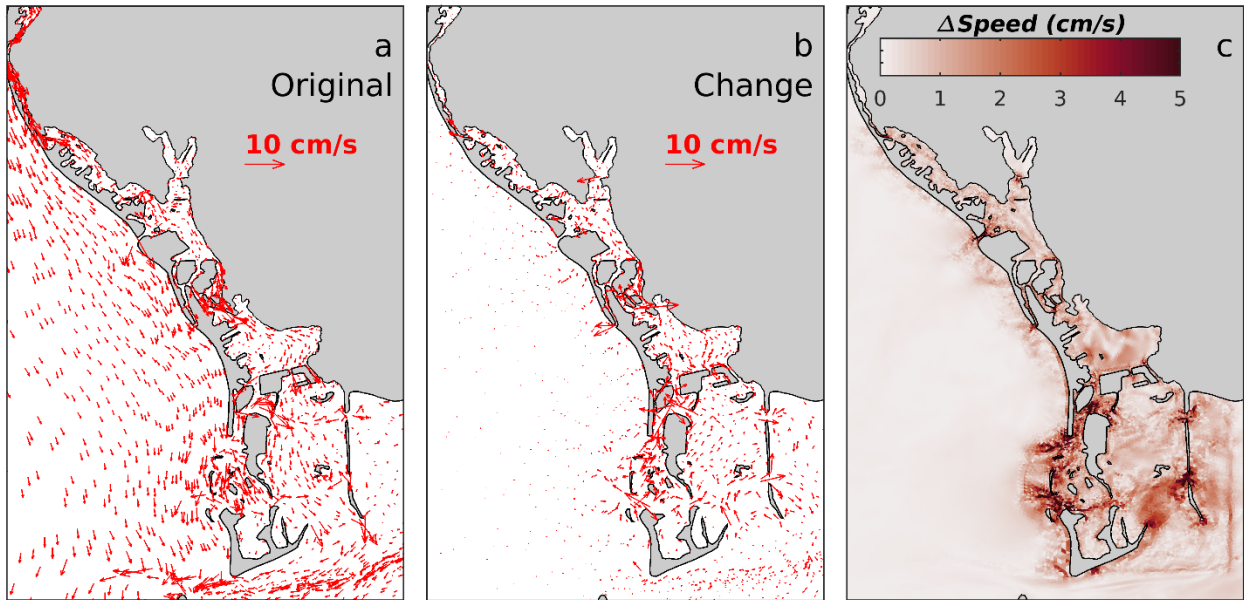 a
Original
10 cm/s
b
Change
10 cm/s
ΔSpeed (cm/s)
c
0 1 2 3 4 5